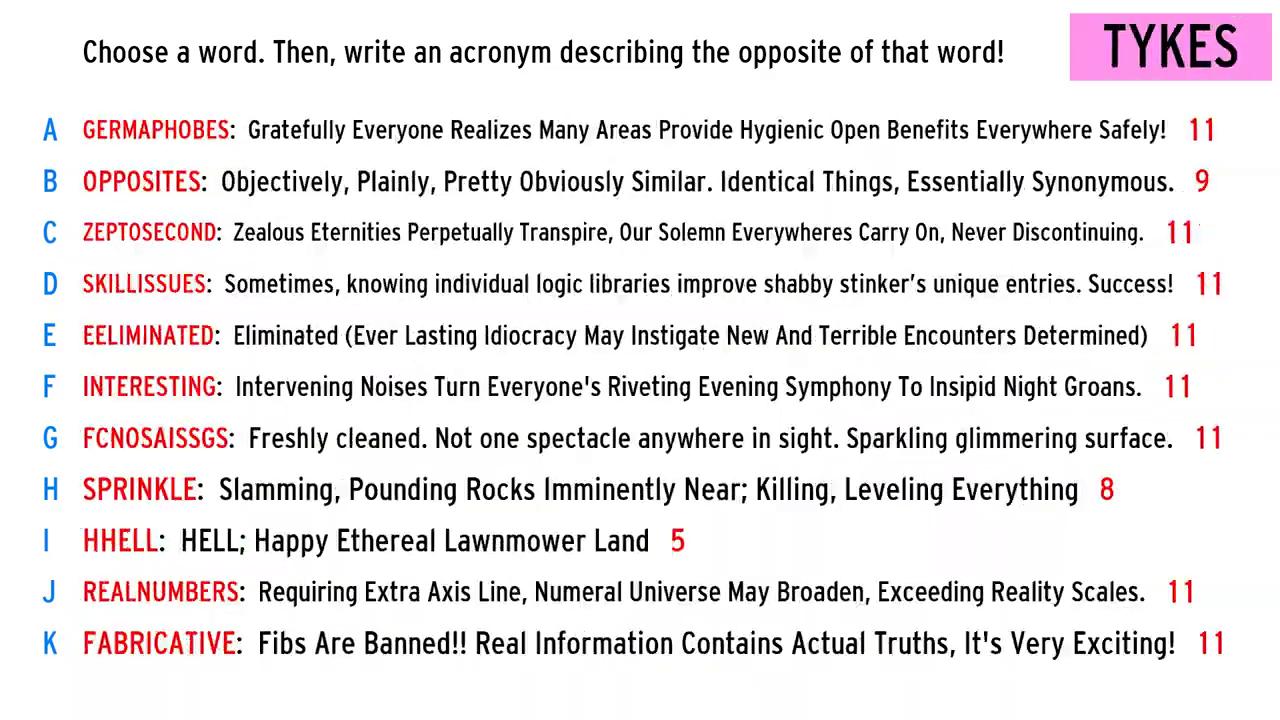 Choose a word. Then, write an acronym describing the opposite of that word!
TYKES
A GERMAPHOBES: Gratefully Everyone Realizes Many Areas Provide Hygienic Open Benefits Everywhere Safely! 11
B OPPOSITES: Objectively, Plainly, Pretty Obviously Similar. Identical Things, Essentially Synonymous. 9
C ZEPTOSECOND: Zealous Eternities Perpetually Transpire, Our Solemn Everywheres Carry On, Never Discontinuing. 11
D SKILLISSUES: Sometimes, knowing individual logic libraries improve shabby stinker's unique entries. Success! 11
E EELIMINATED: Eliminated (Ever Lasting Idiocracy May Instigate New And Terrible Encounters Determined) 11
F INTERESTING: Intervening Noises Turn Everyone's Riveting Evening Symphony To Insipid Night Groans. 11
G FCNOSAISSGS: Freshly cleaned. Not one spectacle anywhere in sight. Sparkling glimmering surface. 11
H SPRINKLE: Slamming, Pounding Rocks Imminently Near; Killing, Leveling Everything 8
I HHELL: HELL; Happy Ethereal Lawnmower Land 5
J REALNUMBERS: Requiring Extra Axis Line, Numeral Universe May Broaden, Exceeding Reality Scales. 11
K FABRICATIVE: Fibs Are Banned!! Real Information Contains Actual Truths, It's Very Exciting! 11